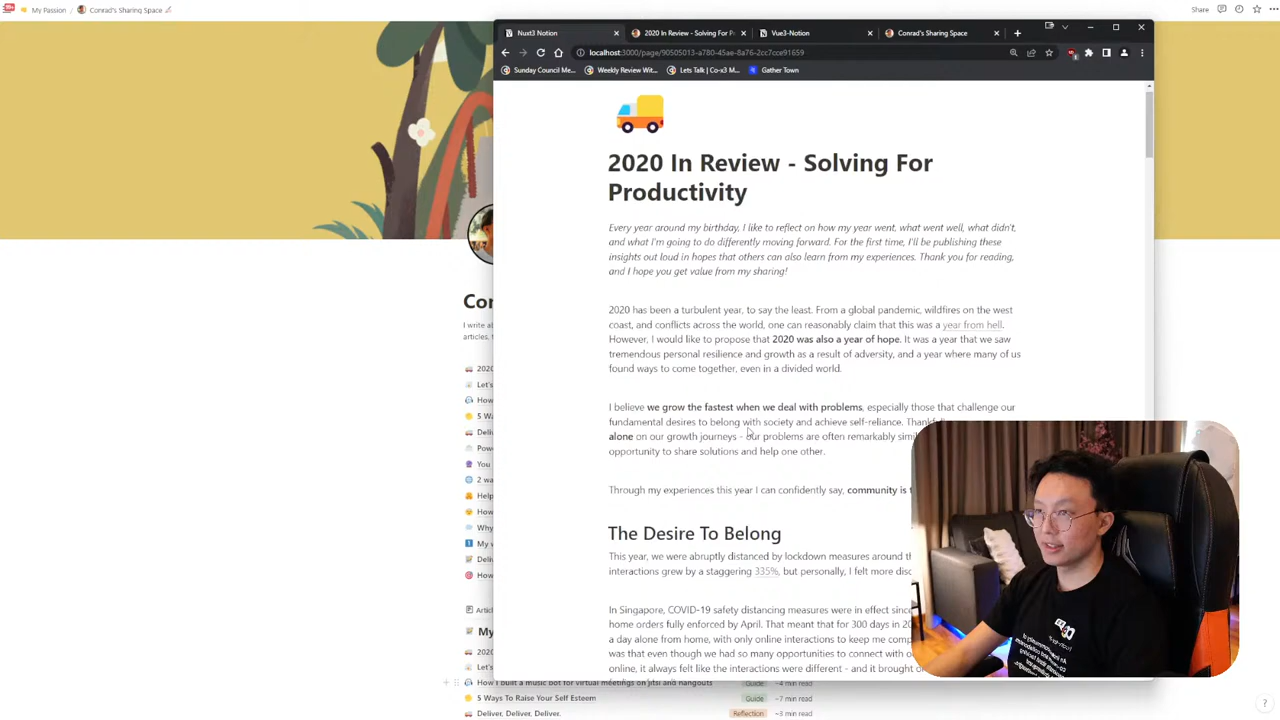 My Passion / Conrad's Sharing Space
Share
Nuxt3 Notion
2020 In Review - Solving For P
Vue3-Notion
Conrad's Sharing Space
localhost:3000/page/90505013-a780-45ae-8a76-2cc7cce91659
Sunday Council Me...
Weekly Review Wit...
Lets Talk | Co-x3 M...
Gather Town
2020 In Review - Solving For
Productivity
Every year around my birthday, I like to reflect on how my year went, what went well, what didn't,
and what I'm going to do differently moving forward. For the first time, I'll be publishing these
insights out loud in hopes that others can also learn from my experiences. Thank you for reading,
and I hope you get value from my sharing!
Con
I write a
articles,
2020 has been a turbulent year, to say the least. From a global pandemic, wildfires on the west
coast, and conflicts across the world, one can reasonably claim that this was a year from hell.
However, I would like to propose that 2020 was also a year of hope. It was a year that we saw
tremendous personal resilience and growth as a result of adversity, and a year where many of us
found ways to come together, even in a divided world.
2020
Let's
How
5 W
Deliv
Pow
You
2 wa
Help
How
Why
My w
Deliv
How
I believe we grow the fastest when we deal with problems, especially those that challenge our
fundamental desires to belong with society and achieve self-reliance. Thankf
alone on our growth journeys - our problems are often remarkably simil
opportunity to share solutions and help one other.
Through my experiences this year I can confidently say, community is t
The Desire To Belong
This year, we were abruptly distanced by lockdown measures around th
interactions grew by a staggering 335%, but personally, I felt more disc
In Singapore, COVID-19 safety distancing measures were in effect since
home orders fully enforced by April. That meant that for 300 days in 20
a day alone from home, with only online interactions to keep me comp
was that even though we had so many opportunities to connect with o
online, it always felt like the interactions were different - and it brought o
Articl
My
2020
Let's
How I built a music bot for virtual meetings on jitsi and hangouts
Guide
~4 min read
5 Ways To Raise Your Self Esteem
Guide
~7 min read
Deliver, Deliver, Deliver.
Reflection
~3 min read